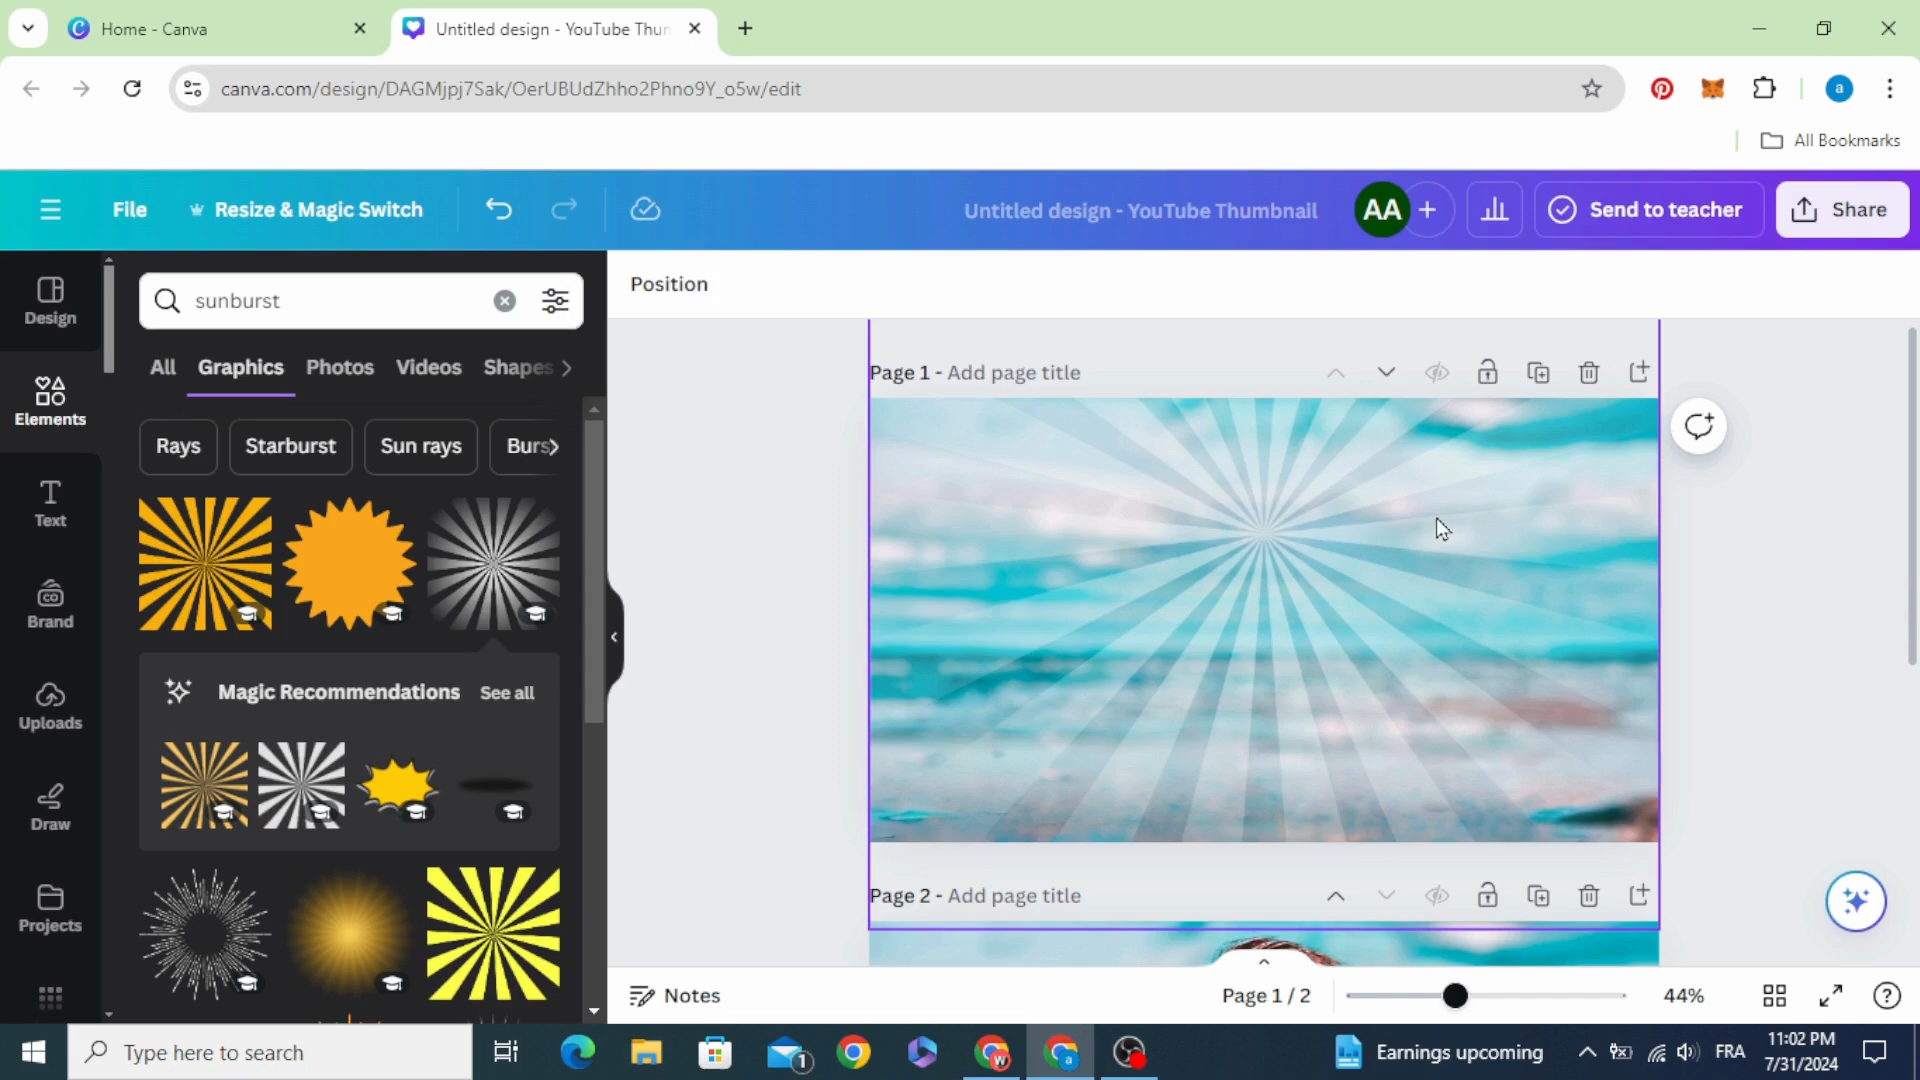 Home - Canva
Untitled design - YouTube Thun
canva.com/design/DAGMjpj7Sak/OerUBUdZhho2Phno9Y_o5w/edit
a
All Bookmarks
File
Resize & Magic Switch
Untitled design - YouTube Thumbnail
AA
Send to teacher
Share
Design
Elements
Text
Brand
Uploads
Draw
Projects
sunburst
All
Graphics
Photos
Videos
Shapes
Rays
Starburst
Sun rays
Burs
Magic Recommendations
See all
Position
Page 1 - Add page title
Page 2 - Add page title
Notes
Page 1 / 2
44%
Type here to search
1
Earnings upcoming
FRA
11:02 PM
7/31/2024